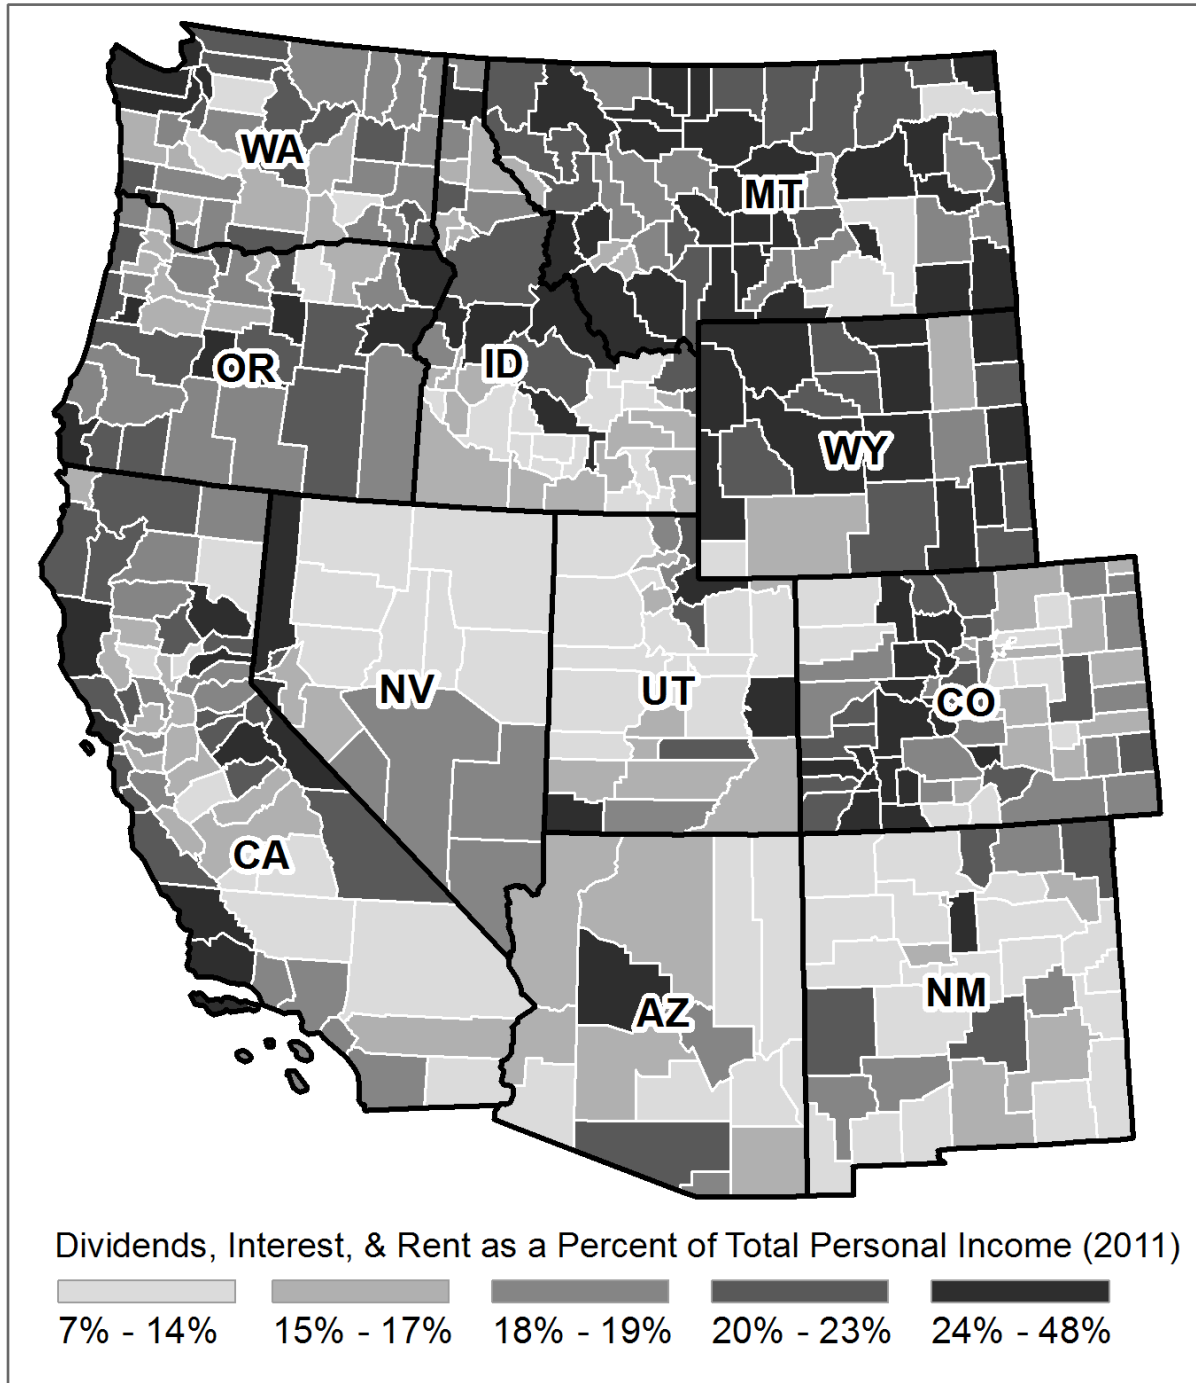 WA
MT
OR
ID
WY
NV
UT
CO
CA
AZ
NM
Dividends, Interest, & Rent as a Percent of Total Personal Income (2011)
7% - 14% 15% - 17% 18% - 19% 20% - 23% 24% - 48%